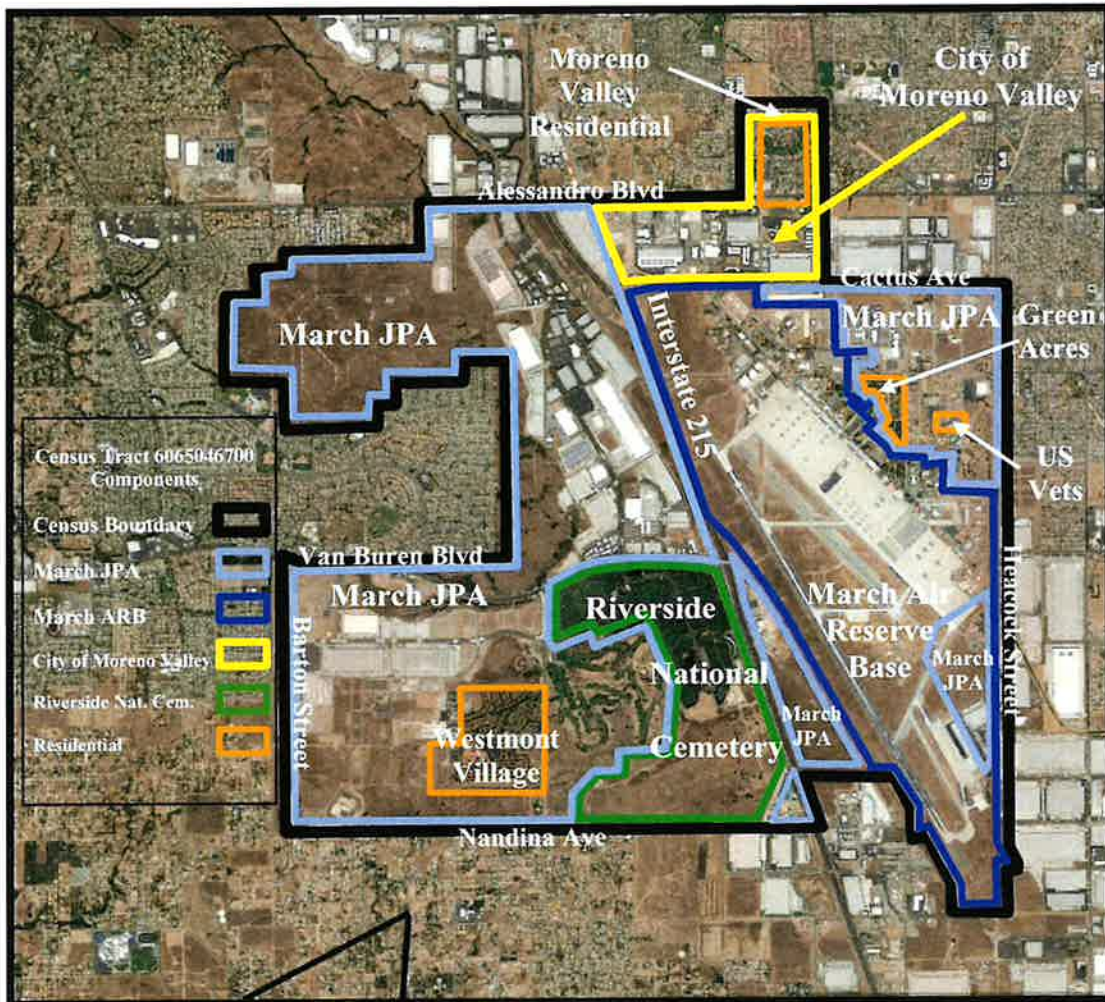 Moreno
Valley
Residential
City of
Moreno Valley
Alessandro Blvd
Cactus Ave
March JPA
March JPA
Green
Acres
Interstate 215
US
Vets
Census Tract 6065046700
Components
Census Boundary
March JPA
March ARB
City of Moreno Valley
Riverside Nat. Cem.
Residential
Van Buren Blvd
March JPA
Barton Street
Riverside
National
Cemetery
March Air
Reserve
Base
March
JPA
Heacock Street
March
JPA
Westmont
Village
Nandina Ave